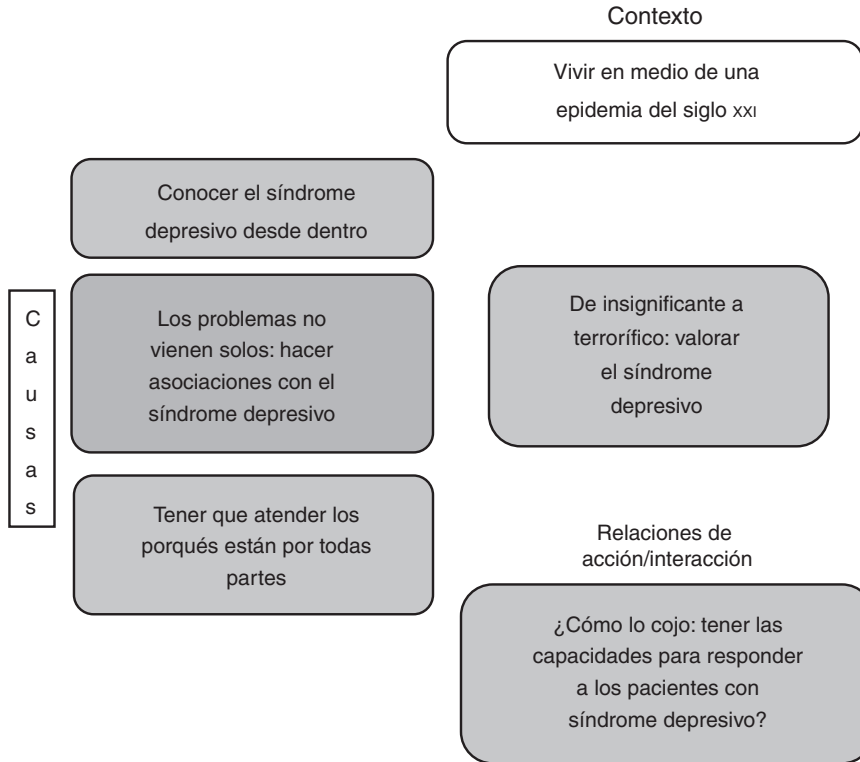 Contexto
Vivir en medio de una
epidemia del siglo XXI
Conocer el síndrome
depresivo desde dentro
Causas
Los problemas no
vienen solos: hacer
asociaciones con el
síndrome depresivo
De insignificante a
terrorífico: valorar
el síndrome
depresivo
Tener que atender los
porqués están por todas
partes
Relaciones de
acción/interacción
¿Cómo lo cojo: tener las
capacidades para responder
a los pacientes con
síndrome depresivo?